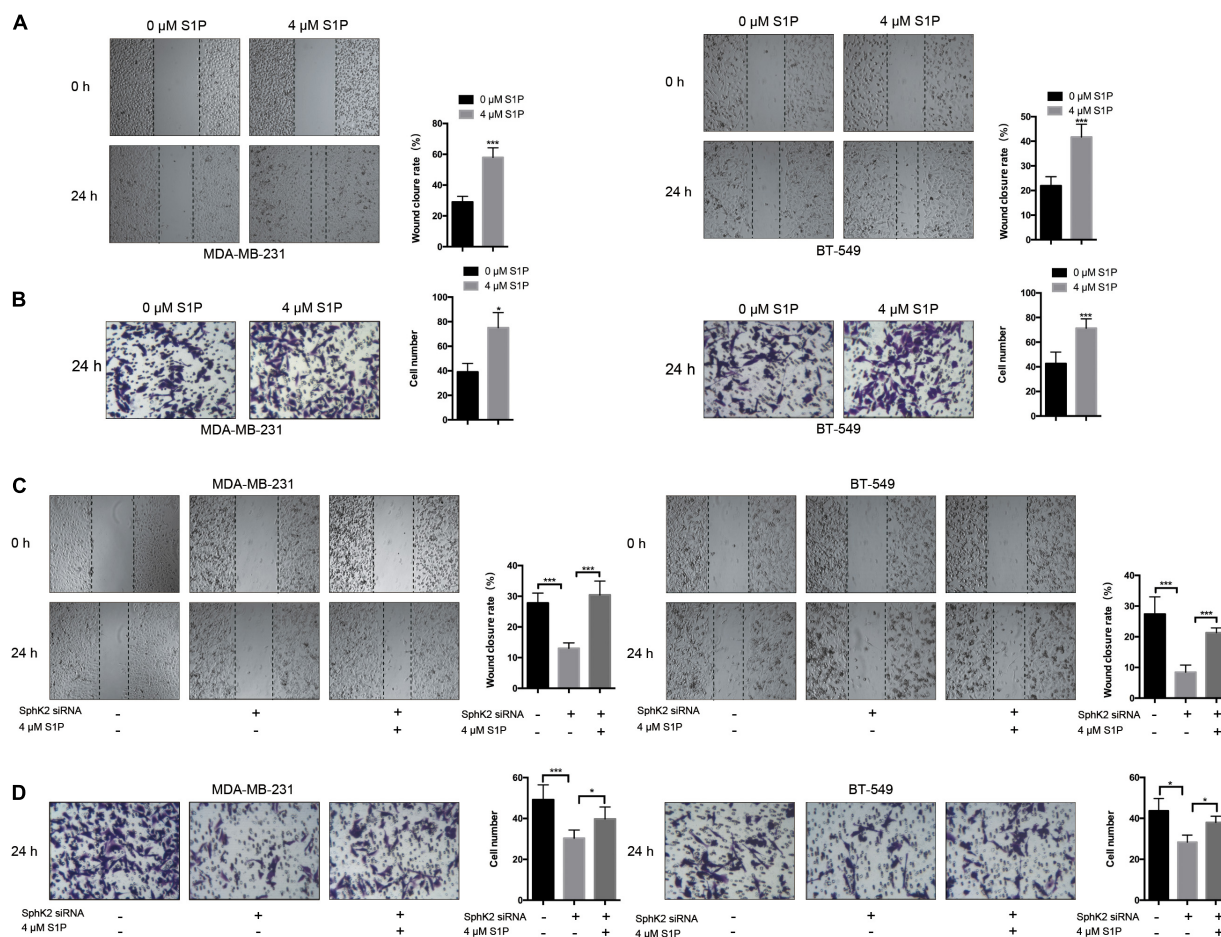 A
0 µM S1P 4 µM S1P
0 h
24 h
MDA-MB-231
0 µM S1P
4 µM S1P
Wound cloure rate (%)
80
60
40
20
0
***
0 µM S1P 4 µM S1P
0 h
24 h
BT-549
0 µM S1P
4 µM S1P
Wound closure rate (%)
50
40
30
20
10
0
***
B
0 µM S1P 4 µM S1P
24 h
MDA-MB-231
0 µM S1P
4 µM S1P
Cell number
100
80
60
40
20
0
*
0 µM S1P 4 µM S1P
24 h
BT-549
0 µM S1P
4 µM S1P
Cell number
100
80
60
40
20
0
***
C
MDA-MB-231
0 h
24 h
SphK2 siRNA - + +
4 µM S1P - - +
Wound closure rate (%)
40
30
20
10
0
*** ***
- + +
- - +
BT-549
0 h
24 h
SphK2 siRNA - + +
4 µM S1P - - +
Wound closure rate (%)
40
30
20
10
0
*** ***
SphK2 siRNA - + +
4 µM S1P - - +
D
MDA-MB-231
24 h
SphK2 siRNA - + +
4 µM S1P - - +
Cell number
60
40
20
0
*** *
SphK2 siRNA - + +
4 µM S1P - - +
BT-549
24 h
SphK2 siRNA - + +
4 µM S1P - - +
Cell number
60
40
20
0
* *
SphK2 siRNA - + +
4 µM S1P - - +